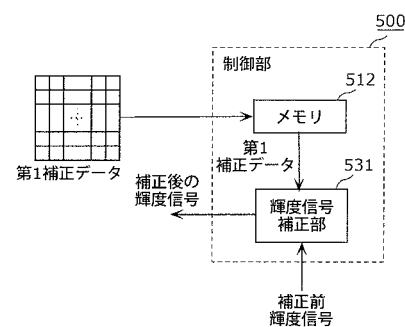 500
制御部
512
メモリ
第1補正データ
第1
補正データ
531
補正後の
輝度信号
輝度信号
補正部
補正前
輝度信号